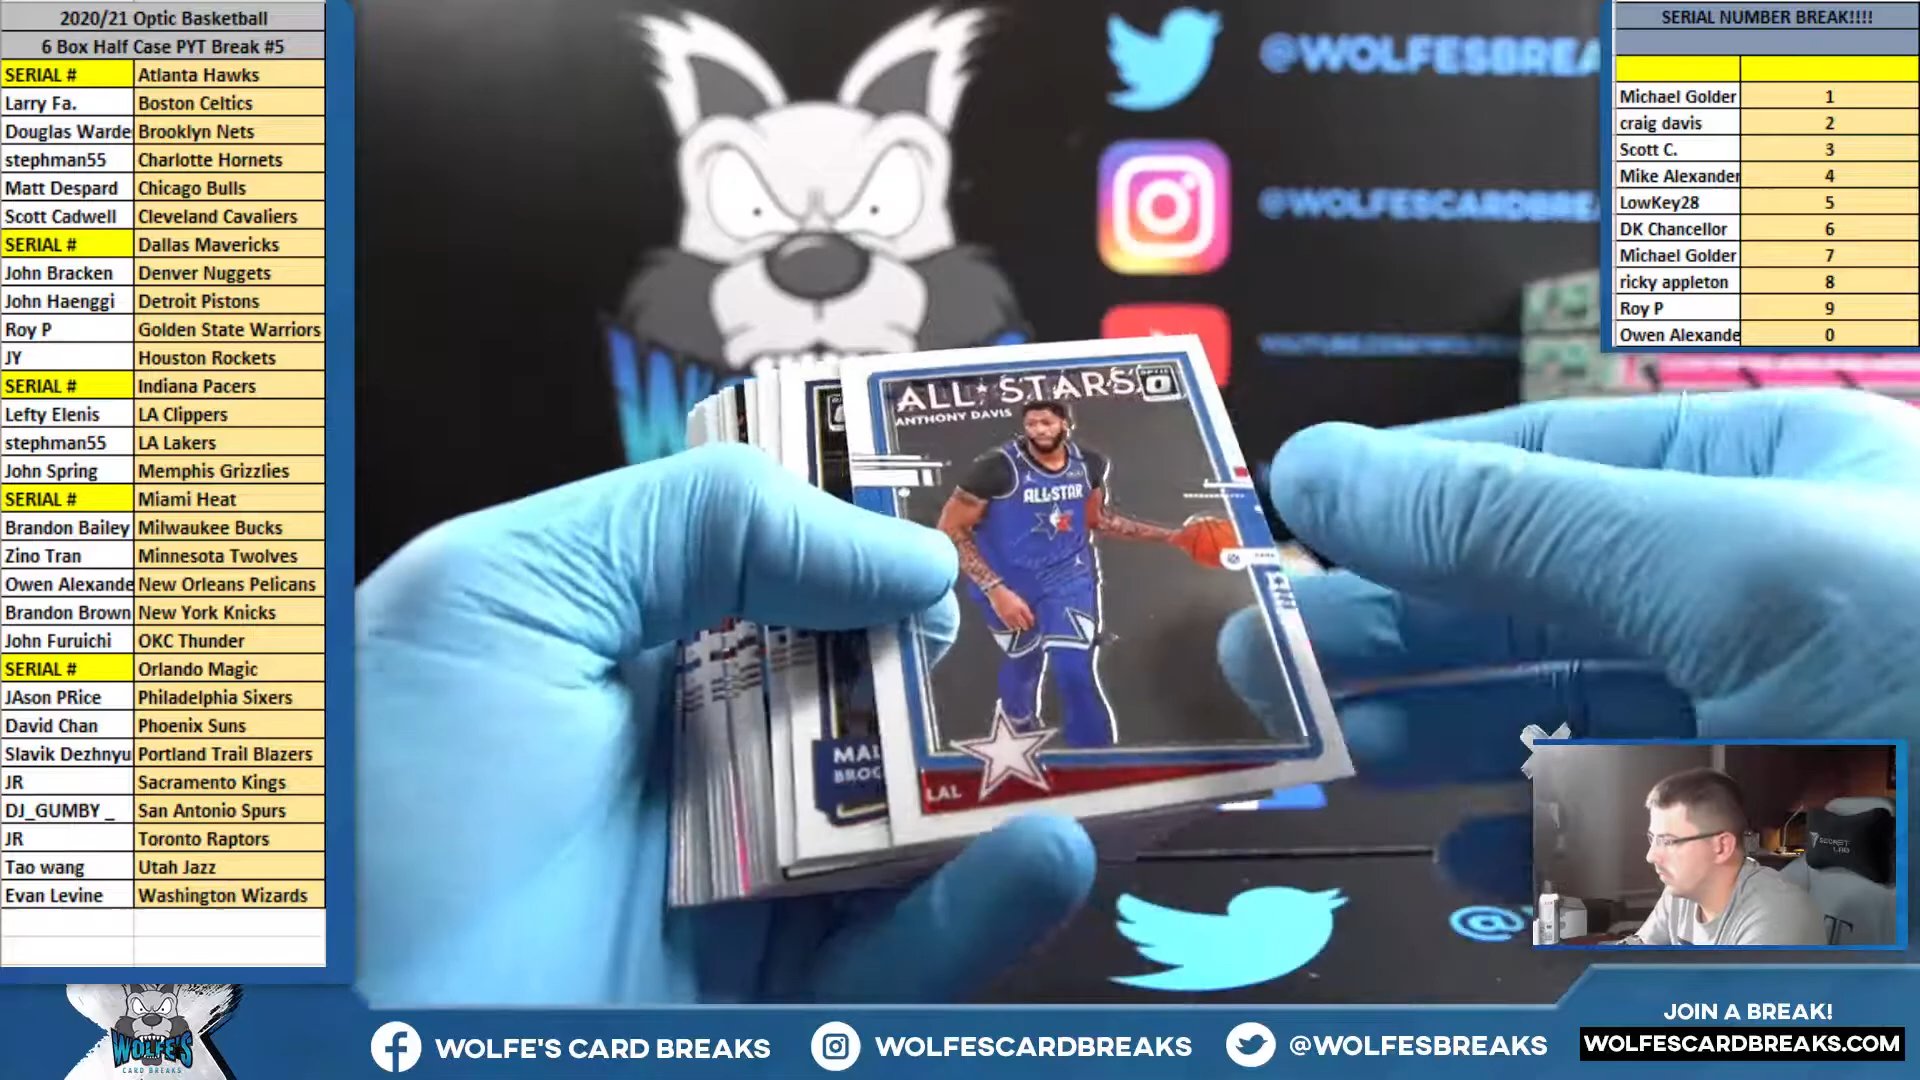 2020/21 Optic Basketball
6 Box Half Case PYT Break #5
SERIAL # Atlanta Hawks
Larry Fa. Boston Celtics
Douglas Warde Brooklyn Nets
stephman55 Charlotte Hornets
Matt Despard Chicago Bulls
Scott Cadwell Cleveland Cavaliers
SERIAL # Dallas Mavericks
John Bracken Denver Nuggets
John Haenggi Detroit Pistons
Roy P Golden State Warriors
JY Houston Rockets
SERIAL # Indiana Pacers
Lefty Elenis LA Clippers
stephman55 LA Lakers
John Spring Memphis Grizzlies
SERIAL # Miami Heat
Brandon Bailey Milwaukee Bucks
Zino Tran Minnesota Twolves
Owen Alexande New Orleans Pelicans
Brandon Brown New York Knicks
John Furuichi OKC Thunder
SERIAL # Orlando Magic
JAson PRice Philadelphia Sixers
David Chan Phoenix Suns
Slavik Dezhnyu Portland Trail Blazers
JR Sacramento Kings
DJ_GUMBY_ San Antonio Spurs
JR Toronto Raptors
Tao wang Utah Jazz
Evan Levine Washington Wizards
SERIAL NUMBER BREAK!!!!
Michael Golder 1
craig davis 2
Scott C. 3
Mike Alexander 4
LowKey28 5
DK Chancellor 6
Michael Golder 7
ricky appleton 8
Roy P 9
Owen Alexande 0
@WOLFESBREA
@WOLFESCARDBREA
ALL STARS
OPTIC
ANTHONY DAVIS
ALL-STAR
LAL
MAL
BROG
WOLFE'S
CARD BREAKS
WOLFE'S CARD BREAKS
WOLFESCARDBREAKS
@WOLFESBREAKS
JOIN A BREAK!
WOLFESCARDBREAKS.COM